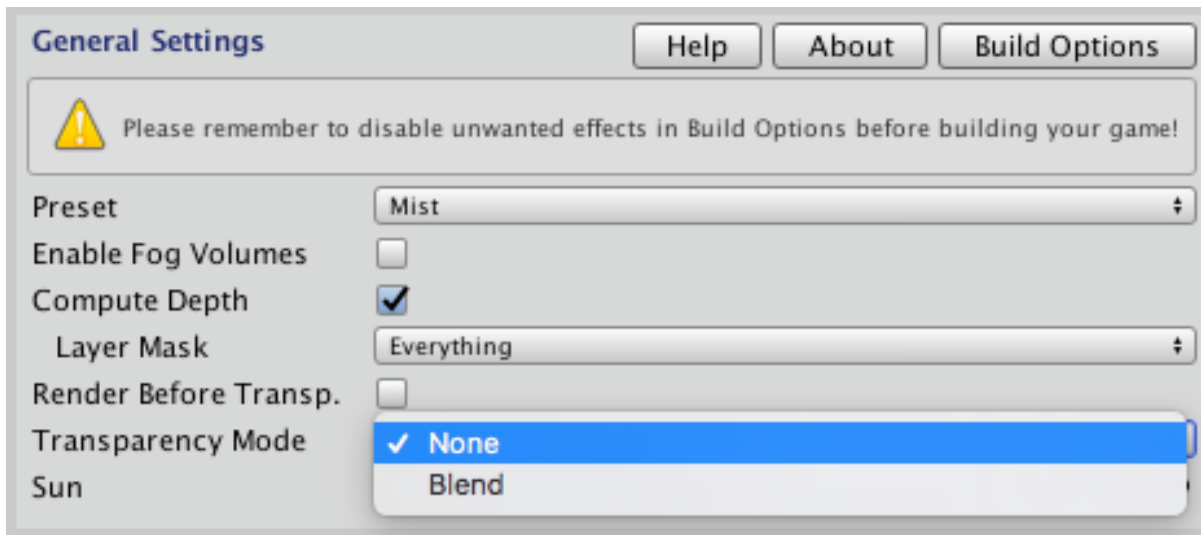 General Settings Help About Build Options
Please remember to disable unwanted effects in Build Options before building your game!
Preset Mist
Enable Fog Volumes
Compute Depth
Layer Mask Everything
Render Before Transp.
Transparency Mode None
Blend
Sun